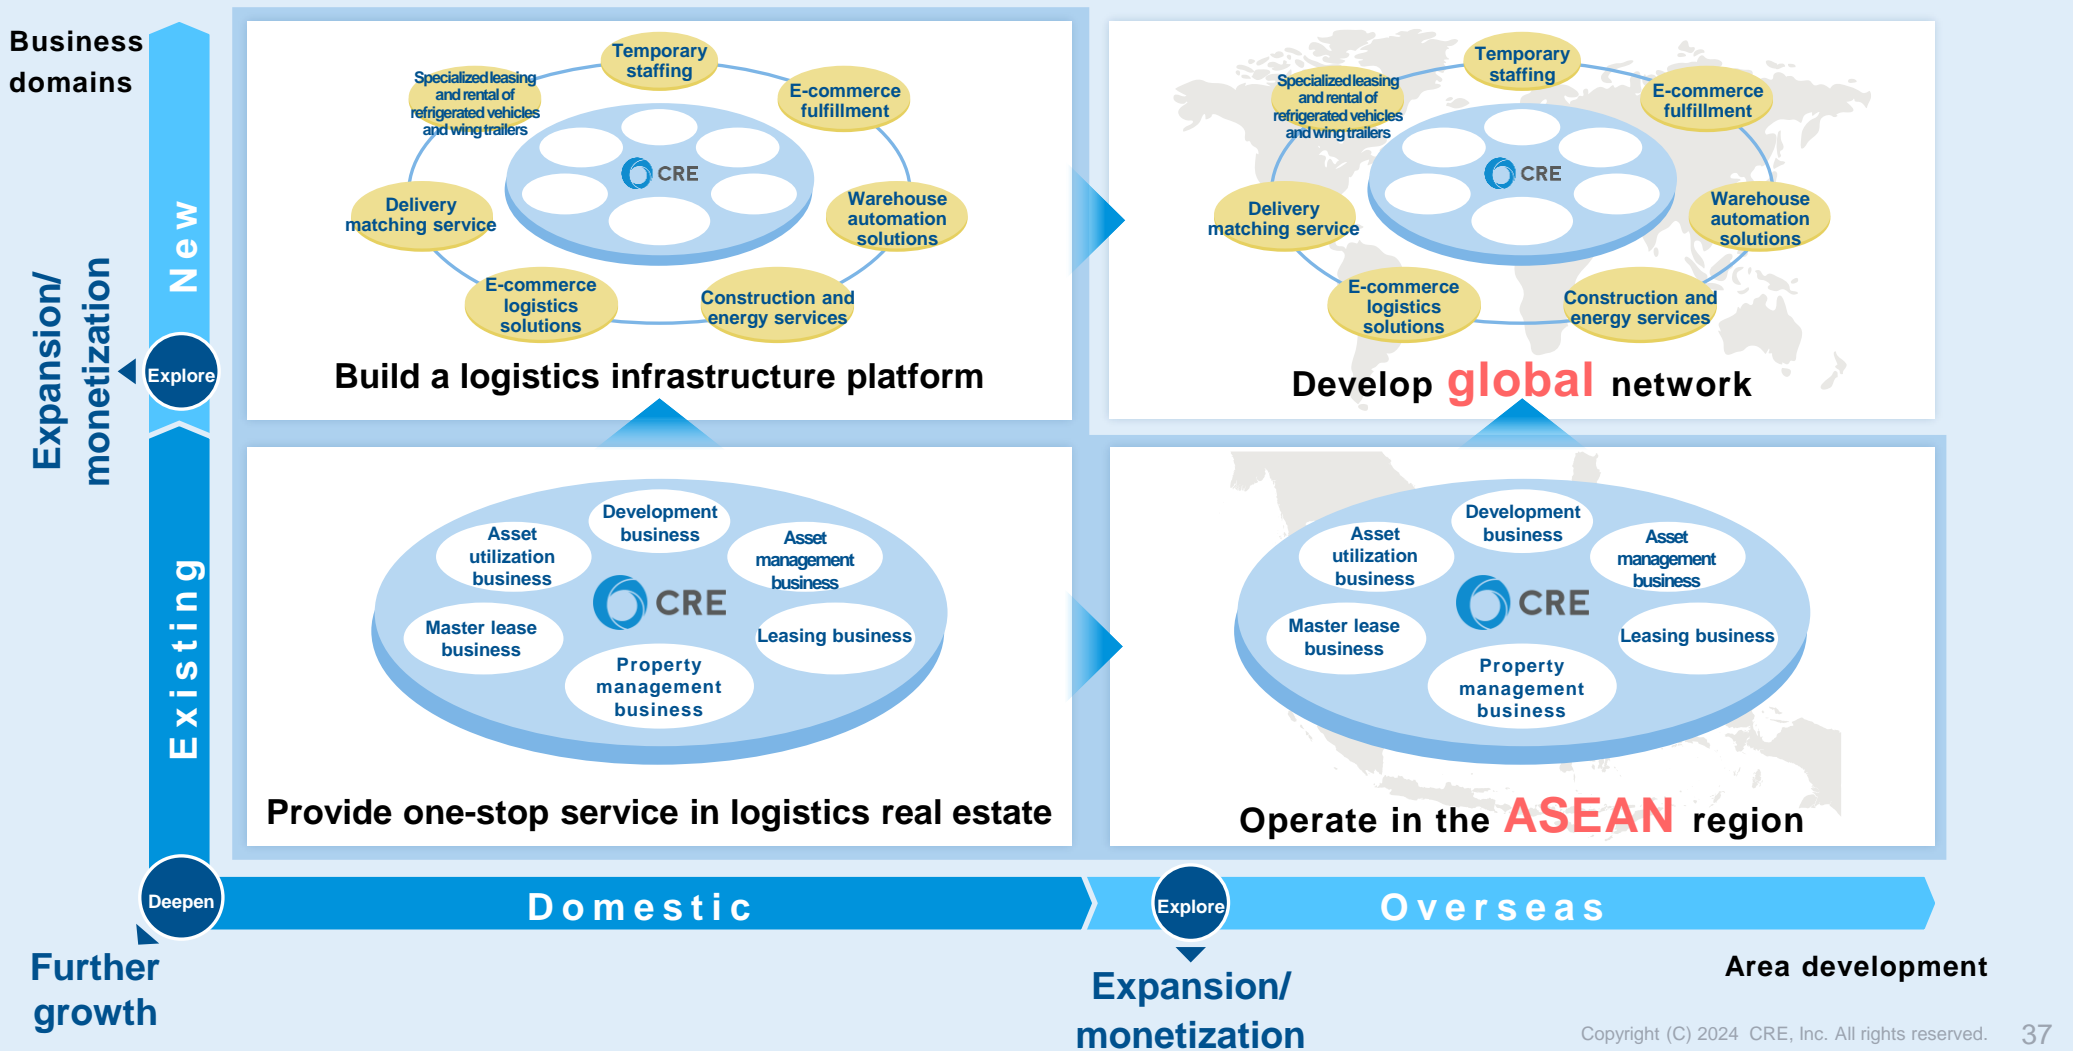 Business
domains
New
Expansion/
monetization
Explore
Existing
Temporary
staffing
Specialized leasing
and rental of
refrigerated vehicles
and wing trailers
E-commerce
fulfillment
CRE
Delivery
matching service
Warehouse
automation
solutions
E-commerce
logistics
solutions
Construction and
energy services
Build a logistics infrastructure platform
Temporary
staffing
Specialized leasing
and rental of
refrigerated vehicles
and wing trailers
E-commerce
fulfillment
CRE
Delivery
matching service
Warehouse
automation
solutions
E-commerce
logistics
solutions
Construction and
energy services
Develop global network
Development
business
Asset
utilization
business
Asset
management
business
CRE
Master lease
business
Leasing business
Property
management
business
Provide one-stop service in logistics real estate
Development
business
Asset
utilization
business
Asset
management
business
CRE
Master lease
business
Leasing business
Property
management
business
Operate in the ASEAN region
Deepen
Domestic
Explore
Overseas
Further
growth
Expansion/
monetization
Area development
Copyright (C) 2024 CRE, Inc. All rights reserved.
37